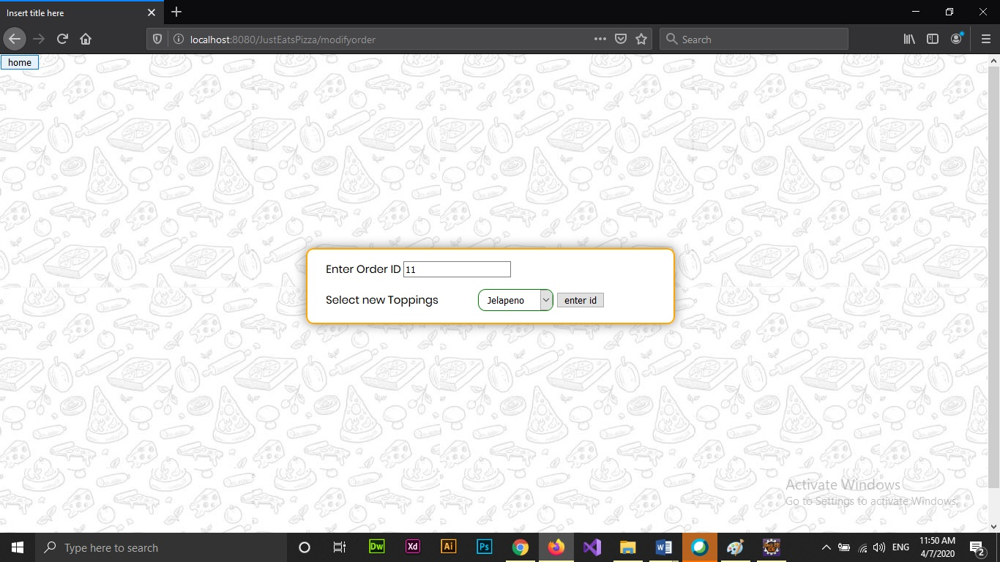 Insert title here
localhost:8080/JustEatsPizza/modifyorder
Search
home
Enter Order ID 11
Select new Toppings Jelapeno enter id
Activate Windows
Go to Settings to activate Windows.
Type here to search
Dw
Xd
Ai
Ps
ENG
11:50 AM
4/7/2020
2